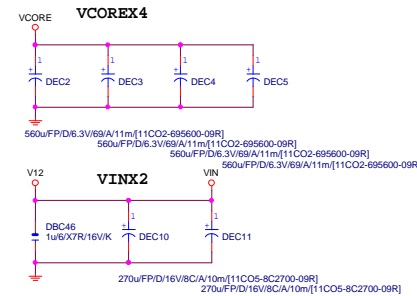 VCOREX4
VCORE
1 1 1 1
+ + + +
DEC2 DEC3 DEC4 DEC5
560u/FP/D/6.3V/69/A/11m/[11CO2-695600-09R]
560u/FP/D/6.3V/69/A/11m/[11CO2-695600-09R]
560u/FP/D/6.3V/69/A/11m/[11CO2-695600-09R]
560u/FP/D/6.3V/69/A/11m/[11CO2-695600-09R]
V12 VINX2 VIN
1 1
+ +
DBC46
1u/6/X7R/16V/K
DEC10 DEC11
270u/FP/D/16V/8C/A/10m/[11CO5-8C2700-09R]
270u/FP/D/16V/8C/A/10m/[11CO5-8C2700-09R]